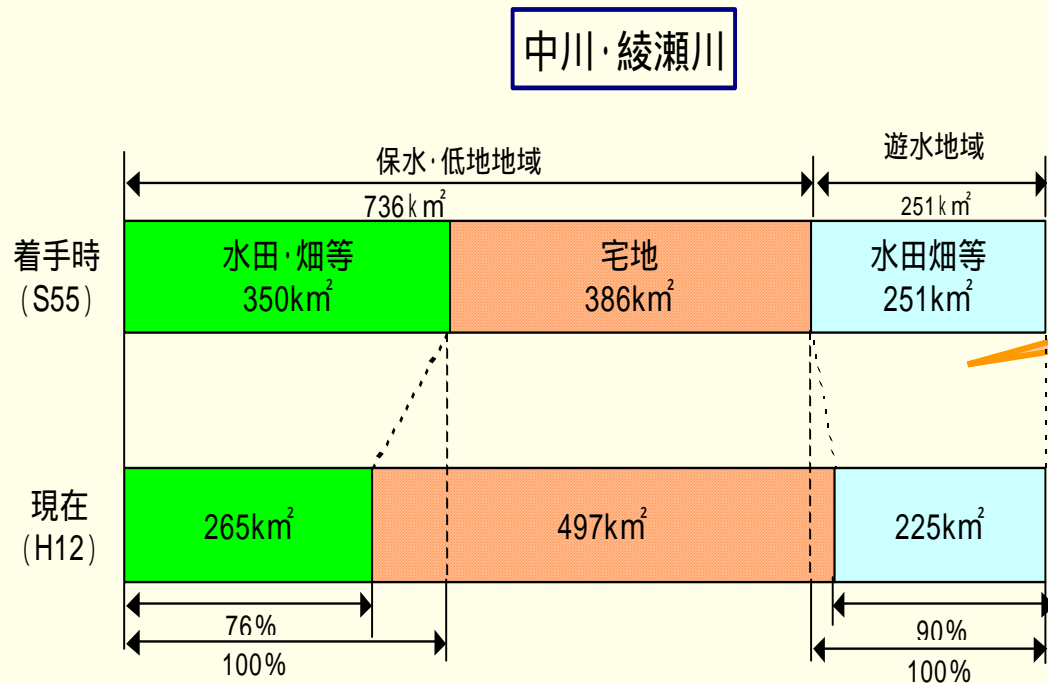 中川・綾瀬川
保水・低地地域
遊水地域
736km²
251km²
着手時
(S55)
水田・畑等
350km²
宅地
386km²
水田畑等
251km²
現在
(H12)
265km²
497km²
225km²
76%
100%
90%
100%